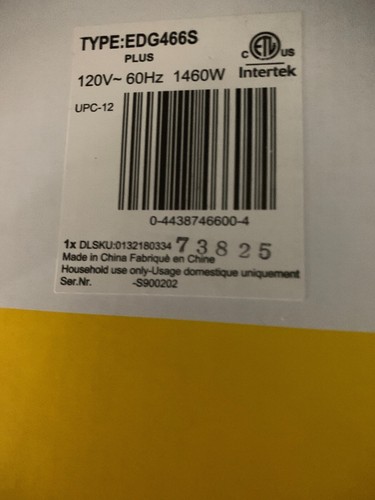 TYPE:EDG466S
PLUS
120V~ 60Hz 1460W
C ETL US
Intertek
UPC-12
0-4438746600-4
1x DLSKU:0132180334 73825
Made in China Fabriqué en Chine
Household use only-Usage domestique uniquement
Ser.Nr. -S900202